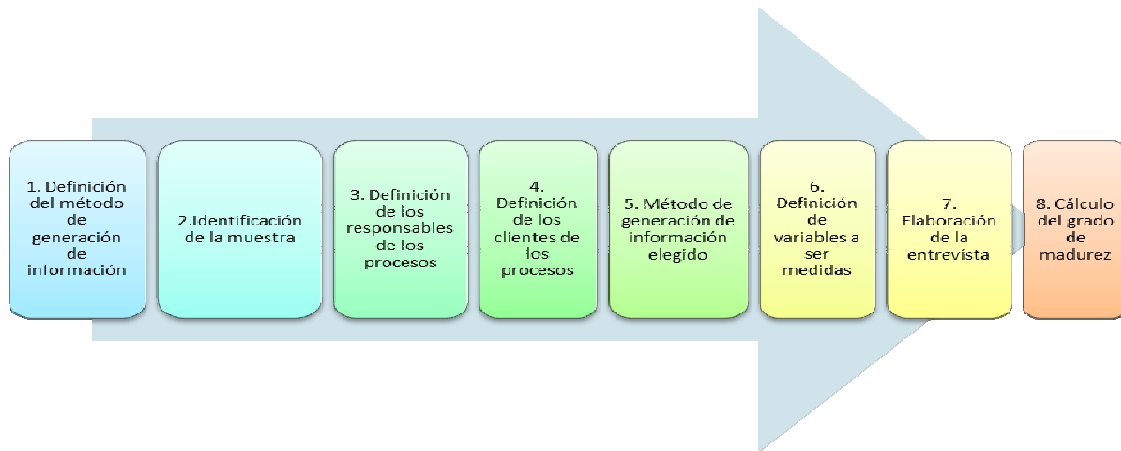 1. Definición
del método
de
generación
de
información
2.Identificación
de la muestra
3. Definición
de los
responsables
de los
procesos
4.
Definición
de los
clientes de
los
procesos
5. Método de
generación de
información
elegido
6.
Definición
de
variables a
ser
medidas
7.
Elaboración
de la
entrevista
8. Cálculo
del grado
de
madurez